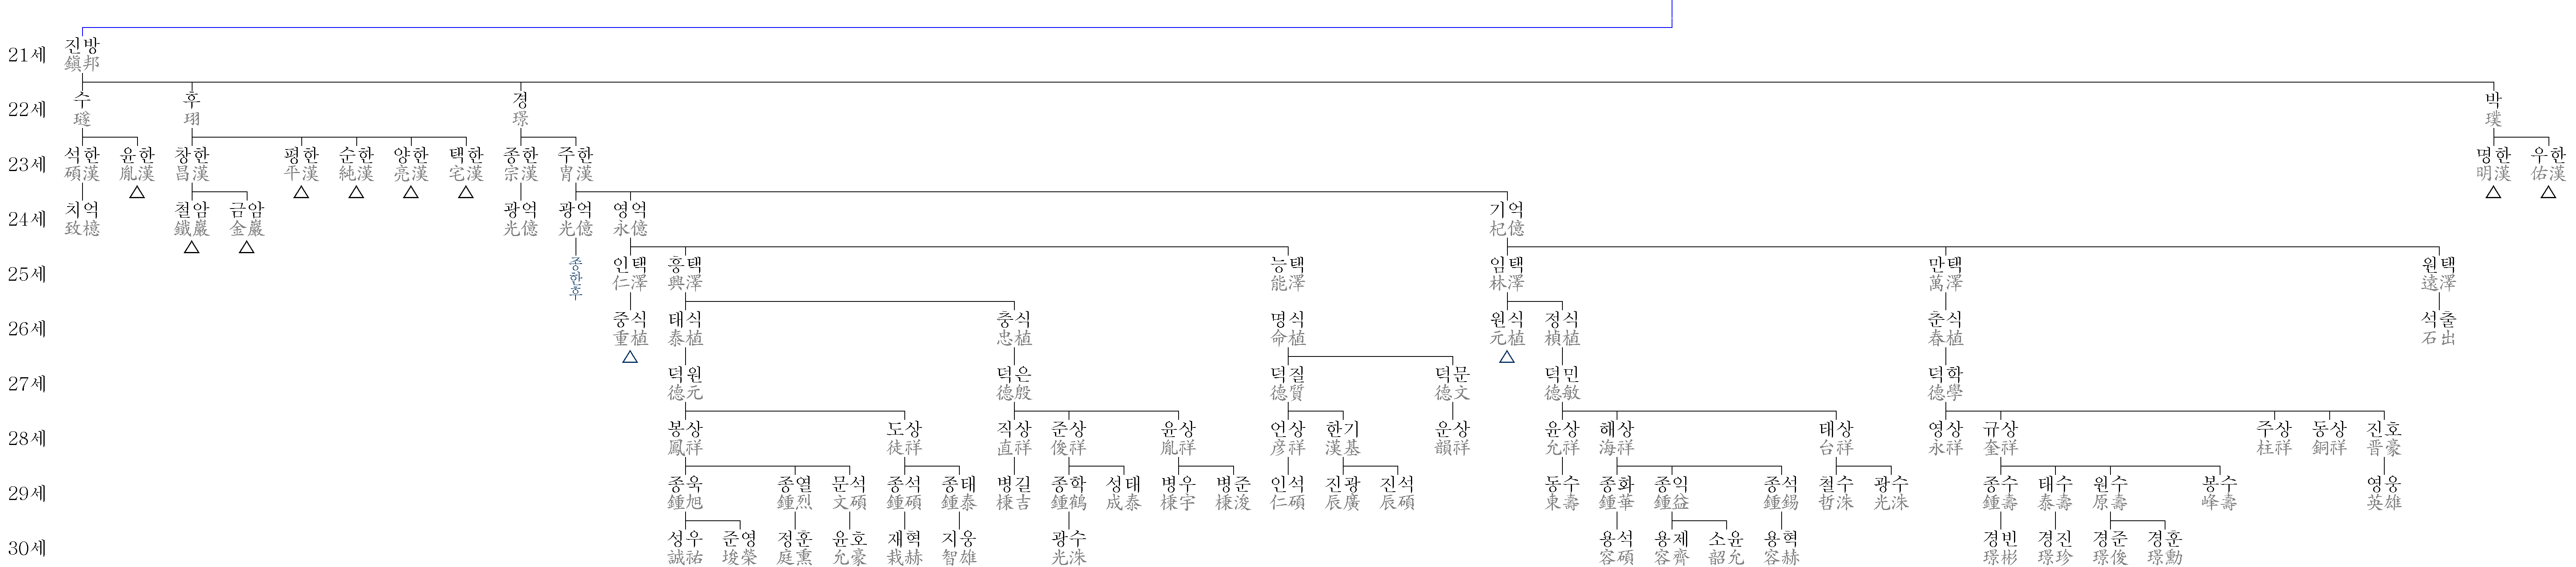 21세 진방
鎭邦
22세 수 후 경 박
璲 珝 璟 璞
23세 석한 윤한 창한 평한 순한 양한 택한 종한 주한 명한 우한
碩漢 胤漢 昌漢 平漢 純漢 亮漢 宅漢 宗漢 冑漢 明漢 佑漢
24세 치억 철암 금암 광억 광억 영억 기억
致檍 鐵巖 金巖 光億 光億 永億 杞億
25세 종한후 인택 흥택 능택 임택 만택 원택
仁澤 興澤 能澤 林澤 萬澤 遠澤
26세 중식 태식 충식 명식 원식 정식 춘식 석출
重植 泰植 忠植 命植 元植 楨植 春植 石出
27세 덕원 덕은 덕질 덕문 덕민 덕학
德元 德殷 德質 德文 德敏 德學
28세 봉상 도상 직상 준상 윤상 언상 한기 운상 윤상 해상 태상 영상 규상 주상 동상 진호
鳳祥 徒祥 直祥 俊祥 胤祥 彦祥 漢基 韻祥 允祥 海祥 台祥 永祥 奎祥 柱祥 銅祥 晋豪
29세 종욱 종열 문석 종석 종태 병길 종학 성태 병우 병준 인석 진광 진석 동수 종화 종익 종석 철수 광수 종수 태수 원수 봉수 영웅
鍾旭 鍾烈 文碩 鍾碩 鍾泰 棅吉 鍾鶴 成泰 棅宇 棅浚 仁碩 辰廣 辰碩 東壽 鍾華 鍾益 鍾錫 哲洙 光洙 鍾壽 泰壽 原壽 峰壽 英雄
30세 성우 준영 정훈 윤호 재혁 지웅 광수 용석 용제 소윤 용혁 경빈 경진 경준 경훈
誠祐 埈榮 庭熏 允豪 栽赫 智雄 光洙 容碩 容齊 韶允 容赫 璟彬 璟珍 璟俊 璟勳